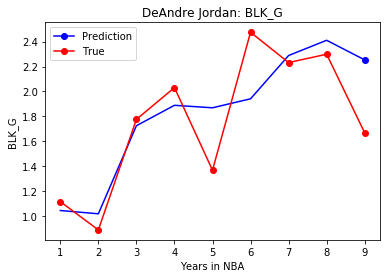 DeAndre Jordan: BLK_G
Prediction
True
BLK_G
2.4
2.2
2.0
1.8
1.6
1.4
1.2
1.0
1 2 3 4 5 6 7 8 9
Years in NBA